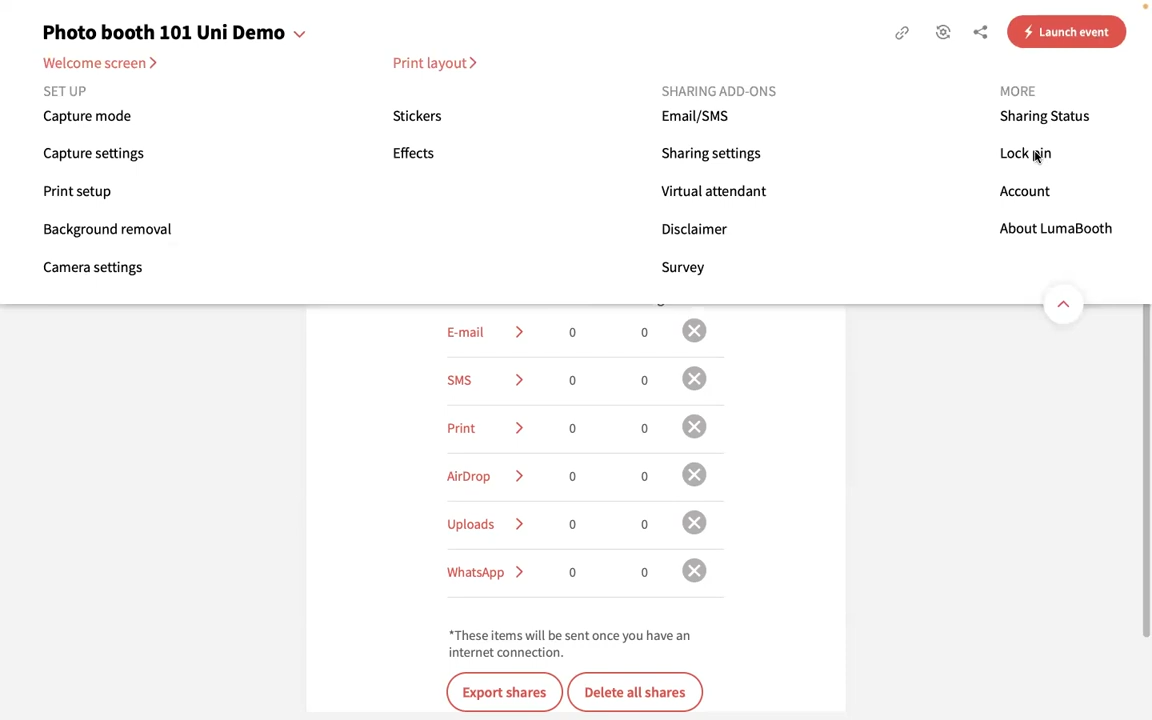 Photo booth 101 Uni Demo
Launch event
Welcome screen
Print layout
SET UP
SHARING ADD-ONS
MORE
Capture mode
Stickers
Email/SMS
Sharing Status
Capture settings
Effects
Sharing settings
Lock pin
Print setup
Virtual attendant
Account
Background removal
Disclaimer
About LumaBooth
Camera settings
Survey
E-mail 0 0
SMS 0 0
Print 0 0
AirDrop 0 0
Uploads 0 0
WhatsApp 0 0
*These items will be sent once you have an
internet connection.
Export shares
Delete all shares